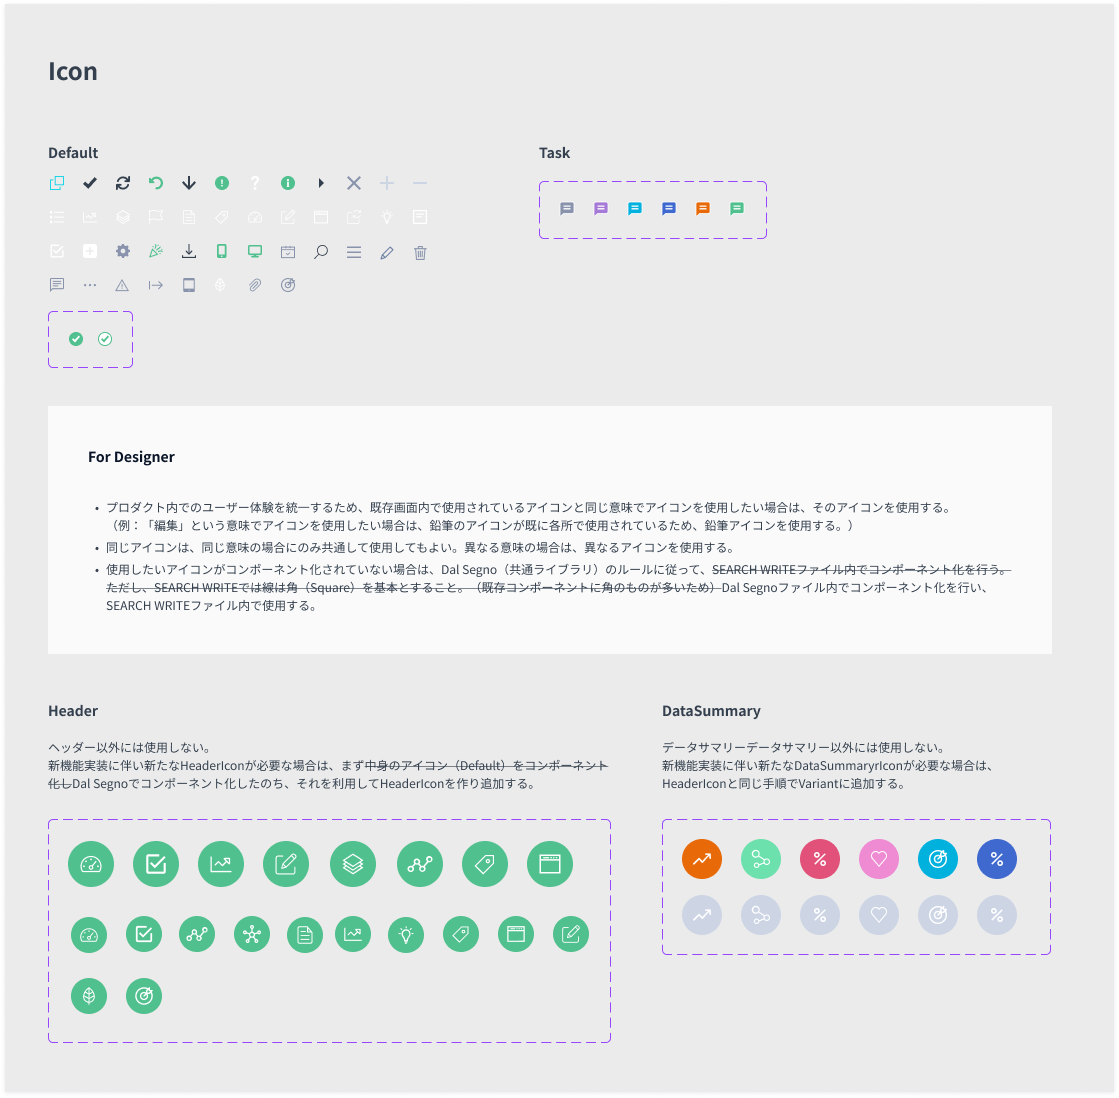 Icon
Default
Task
For Designer
• プロダクト内でのユーザー体験を統一するため、既存画面内で使用されているアイコンと同じ意味でアイコンを使用したい場合は、そのアイコンを使用する。
（例：「編集」という意味でアイコンを使用したい場合は、鉛筆のアイコンが既に各所で使用されているため、鉛筆アイコンを使用する。）
• 同じアイコンは、同じ意味の場合にのみ共通して使用してもよい。異なる意味の場合は、異なるアイコンを使用する。
• 使用したいアイコンがコンポーネント化されていない場合は、Dal Segno（共通ライブラリ）のルールに従って、SEARCH WRITEファイル内でコンポーネント化を行う。
ただし、SEARCH WRITEでは線は角（Square）を基本とすること。（既存コンポーネントに角のものが多いため）Dal Segnoファイル内でコンポーネント化を行い、
SEARCH WRITEファイル内で使用する。
Header
ヘッダー以外には使用しない。
新機能実装に伴い新たなHeaderIconが必要な場合は、まず中身のアイコン（Default）をコンポーネント
化しDal Segnoでコンポーネント化したのち、それを利用してHeaderIconを作り追加する。
DataSummary
データサマリーデータサマリー以外には使用しない。
新機能実装に伴い新たなDataSummaryrIconが必要な場合は、
HeaderIconと同じ手順でVariantに追加する。